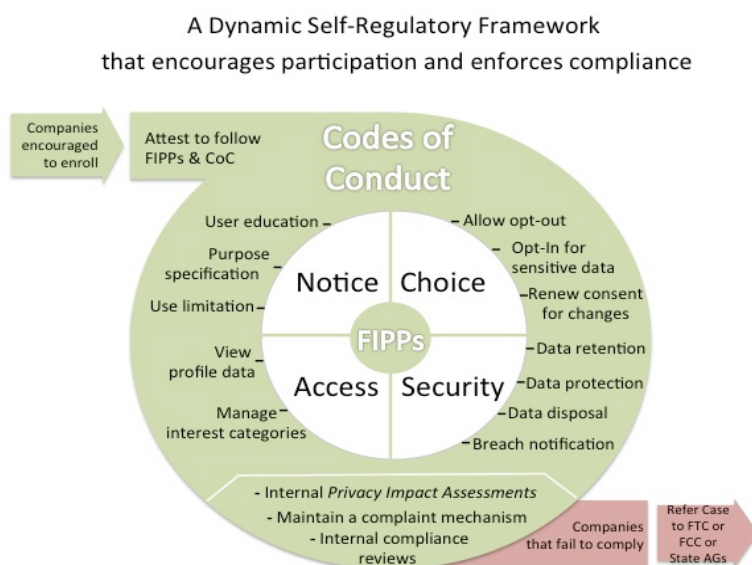 A Dynamic Self-Regulatory Framework
that encourages participation and enforces compliance
Companies
encouraged
to enroll
Attest to follow
FIPPs & CoC
Codes of
Conduct
User education
Purpose
specification
Use limitation
Notice
Choice
Allow opt-out
Opt-In for
sensitive data
Renew consent
for changes
FIPPs
View
profile data
Manage
interest categories
Access
Security
Data retention
Data protection
Data disposal
Breach notification
- Internal Privacy Impact Assessments
- Maintain a complaint mechanism
- Internal compliance
reviews
Companies
that fail to comply
Refer Case
to FTC or
FCC or
State AGs